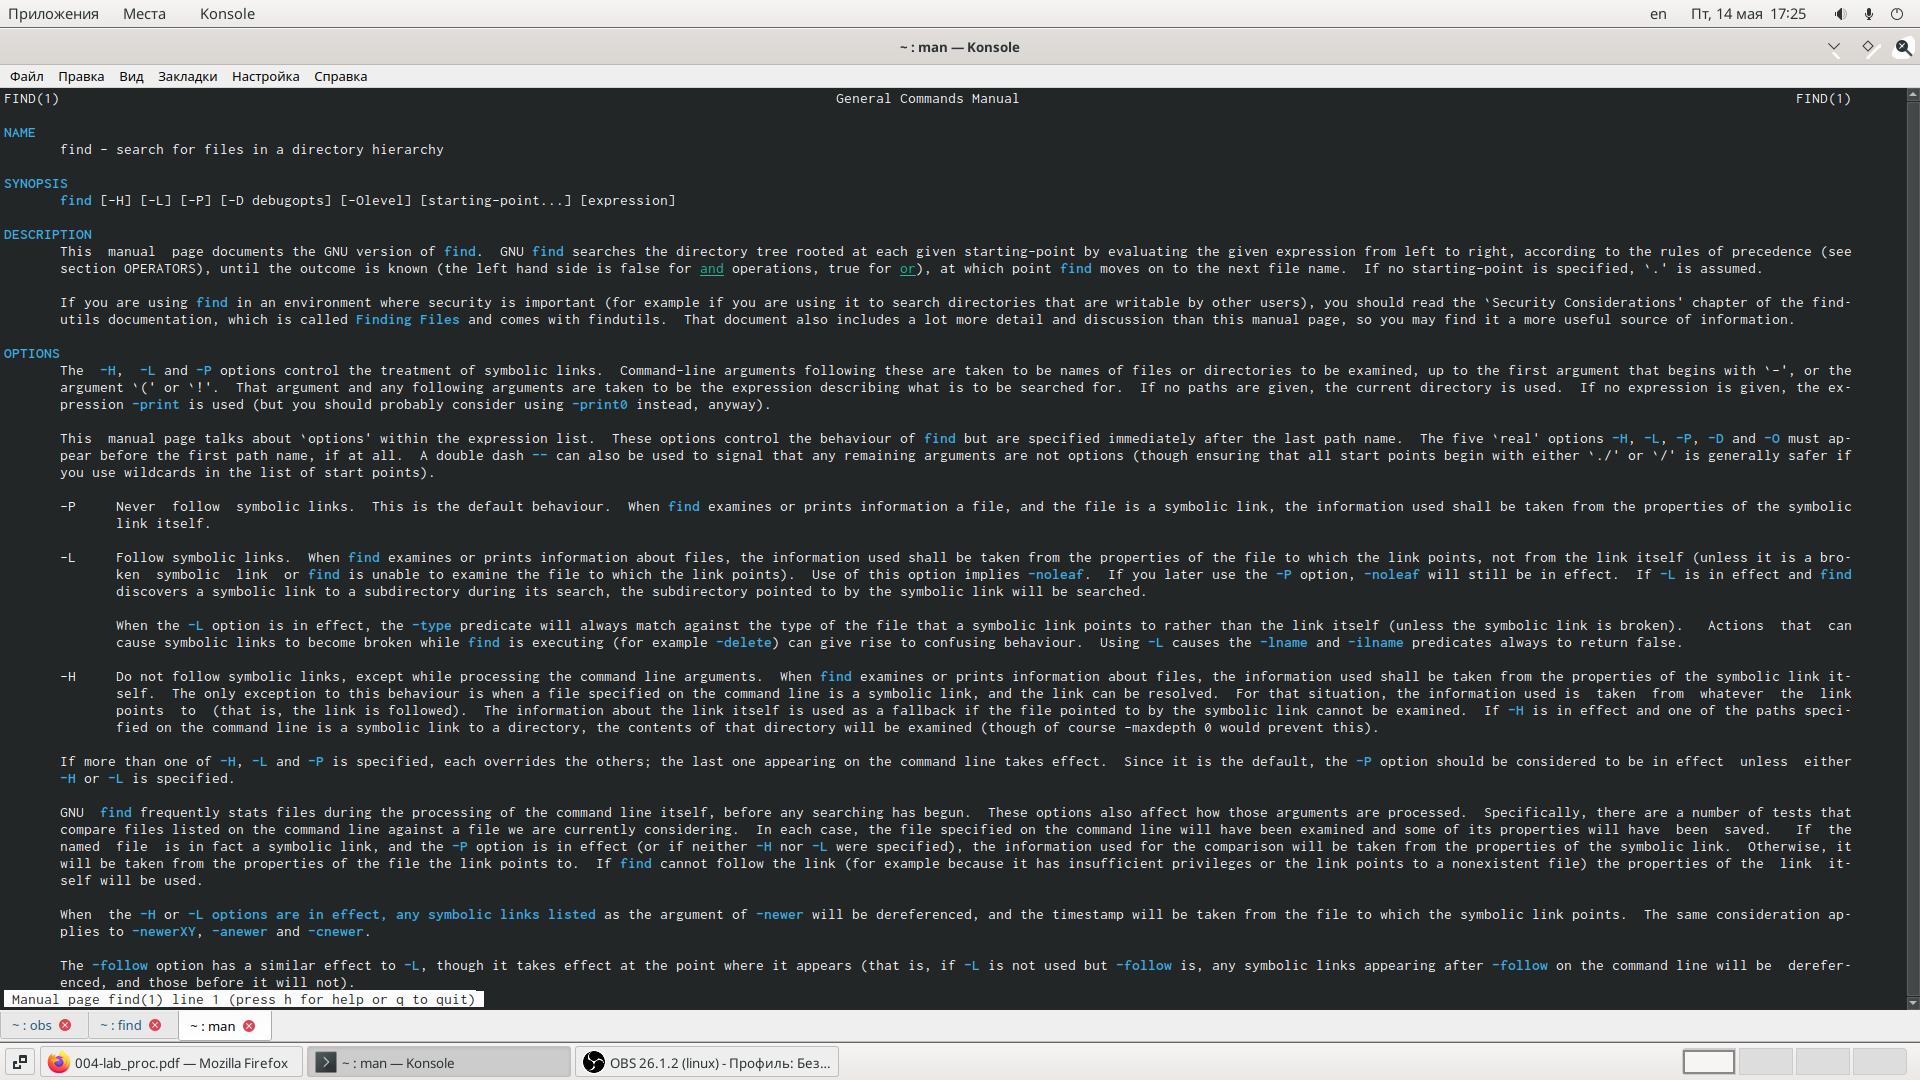 Приложения Места Konsole en Пт, 14 мая 17:25
~ : man — Konsole
Файл Правка Вид Закладки Настройка Справка
FIND(1) General Commands Manual FIND(1)
NAME
find - search for files in a directory hierarchy
SYNOPSIS
find [-H] [-L] [-P] [-D debugopts] [-Olevel] [starting-point...] [expression]
DESCRIPTION
This manual page documents the GNU version of find. GNU find searches the directory tree rooted at each given starting-point by evaluating the given expression from left to right, according to the rules of precedence (see
section OPERATORS), until the outcome is known (the left hand side is false for and operations, true for or), at which point find moves on to the next file name. If no starting-point is specified, `.' is assumed.
If you are using find in an environment where security is important (for example if you are using it to search directories that are writable by other users), you should read the `Security Considerations' chapter of the find-
utils documentation, which is called Finding Files and comes with findutils. That document also includes a lot more detail and discussion than this manual page, so you may find it a more useful source of information.
OPTIONS
The -H, -L and -P options control the treatment of symbolic links. Command-line arguments following these are taken to be names of files or directories to be examined, up to the first argument that begins with `-', or the
argument `(' or `!'. That argument and any following arguments are taken to be the expression describing what is to be searched for. If no paths are given, the current directory is used. If no expression is given, the ex-
pression -print is used (but you should probably consider using -print0 instead, anyway).
This manual page talks about `options' within the expression list. These options control the behaviour of find but are specified immediately after the last path name. The five `real' options -H, -L, -P, -D and -O must ap-
pear before the first path name, if at all. A double dash -- can also be used to signal that any remaining arguments are not options (though ensuring that all start points begin with either `./' or `/' is generally safer if
you use wildcards in the list of start points).
-P Never follow symbolic links. This is the default behaviour. When find examines or prints information a file, and the file is a symbolic link, the information used shall be taken from the properties of the symbolic
link itself.
-L Follow symbolic links. When find examines or prints information about files, the information used shall be taken from the properties of the file to which the link points, not from the link itself (unless it is a bro-
ken symbolic link or find is unable to examine the file to which the link points). Use of this option implies -noleaf. If you later use the -P option, -noleaf will still be in effect. If -L is in effect and find
discovers a symbolic link to a subdirectory during its search, the subdirectory pointed to by the symbolic link will be searched.
When the -L option is in effect, the -type predicate will always match against the type of the file that a symbolic link points to rather than the link itself (unless the symbolic link is broken). Actions that can
cause symbolic links to become broken while find is executing (for example -delete) can give rise to confusing behaviour. Using -L causes the -lname and -ilname predicates always to return false.
-H Do not follow symbolic links, except while processing the command line arguments. When find examines or prints information about files, the information used shall be taken from the properties of the symbolic link it-
self. The only exception to this behaviour is when a file specified on the command line is a symbolic link, and the link can be resolved. For that situation, the information used is taken from whatever the link
points to (that is, the link is followed). The information about the link itself is used as a fallback if the file pointed to by the symbolic link cannot be examined. If -H is in effect and one of the paths speci-
fied on the command line is a symbolic link to a directory, the contents of that directory will be examined (though of course -maxdepth 0 would prevent this).
If more than one of -H, -L and -P is specified, each overrides the others; the last one appearing on the command line takes effect. Since it is the default, the -P option should be considered to be in effect unless either
-H or -L is specified.
GNU find frequently stats files during the processing of the command line itself, before any searching has begun. These options also affect how those arguments are processed. Specifically, there are a number of tests that
compare files listed on the command line against a file we are currently considering. In each case, the file specified on the command line will have been examined and some of its properties will have been saved. If the
named file is in fact a symbolic link, and the -P option is in effect (or if neither -H nor -L were specified), the information used for the comparison will be taken from the properties of the symbolic link. Otherwise, it
will be taken from the properties of the file the link points to. If find cannot follow the link (for example because it has insufficient privileges or the link points to a nonexistent file) the properties of the link it-
self will be used.
When the -H or -L options are in effect, any symbolic links listed as the argument of -newer will be dereferenced, and the timestamp will be taken from the file to which the symbolic link points. The same consideration ap-
plies to -newerXY, -anewer and -cnewer.
The -follow option has a similar effect to -L, though it takes effect at the point where it appears (that is, if -L is not used but -follow is, any symbolic links appearing after -follow on the command line will be derefer-
enced, and those before it will not).
Manual page find(1) line 1 (press h for help or q to quit)
~ : obs ~ : find ~ : man
004-lab_proc.pdf — Mozilla Firefox ~ : man — Konsole OBS 26.1.2 (linux) - Профиль: Без...